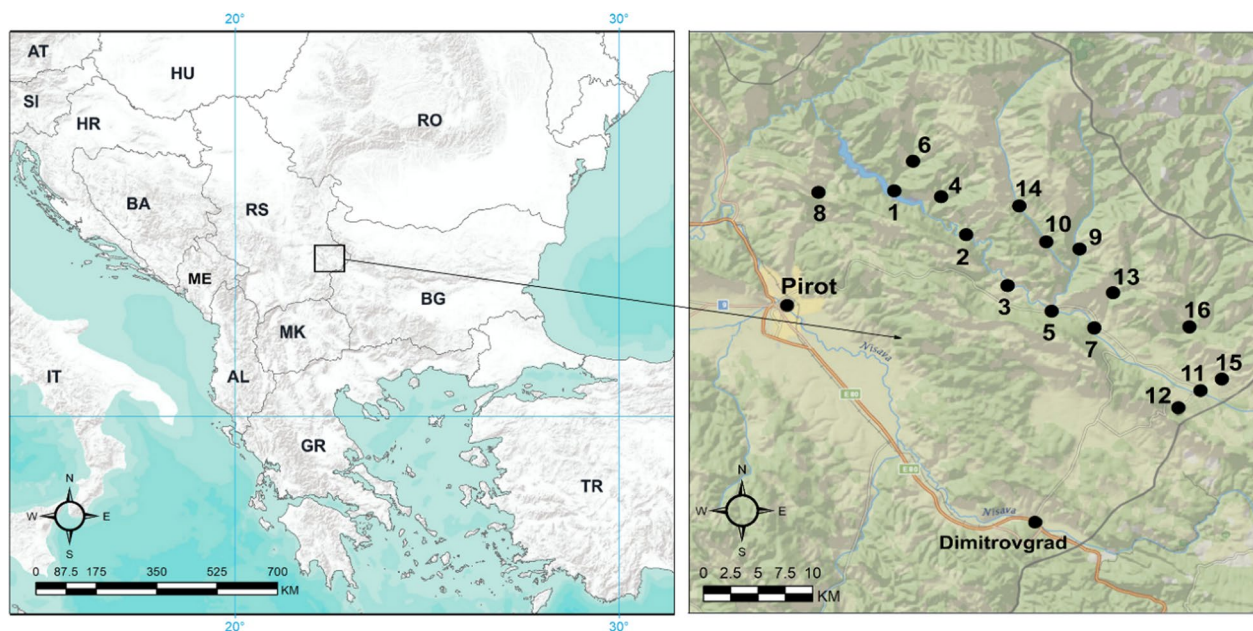 20°
30°
AT
HU
SI
HR
RO
BA
RS
ME
BG
MK
IT
AL
GR
TR
N
W E
S
0 87.5 175 350 525 700
KM
20°
30°
6
4
14
8
1
10
9
2
13
Pirot
3
16
5
7
Nisava
15
11
12
E 80
E 80
Nisava
Dimitrovgrad
N
W E
S
0 2.5 5 7.5 10
KM